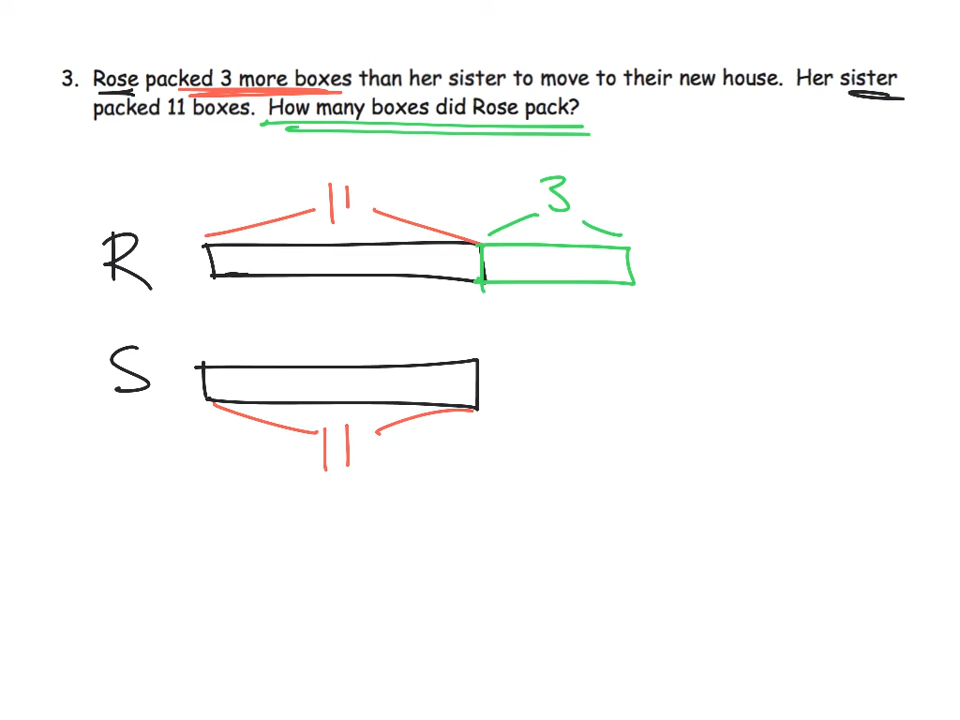 3. Rose packed 3 more boxes than her sister to move to their new house. Her sister
packed 11 boxes. How many boxes did Rose pack?
11
3
R
S
11